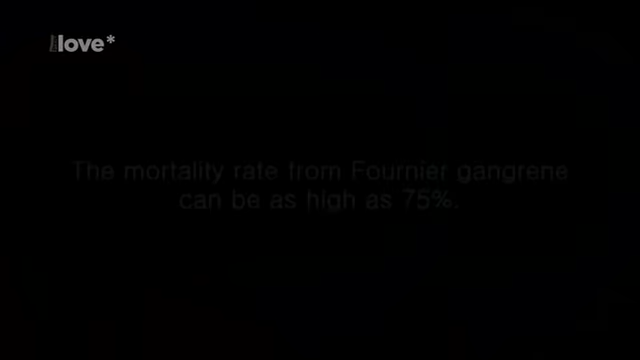 love*
The mortality rate from Fournier gangrene
can be as high as 75%.